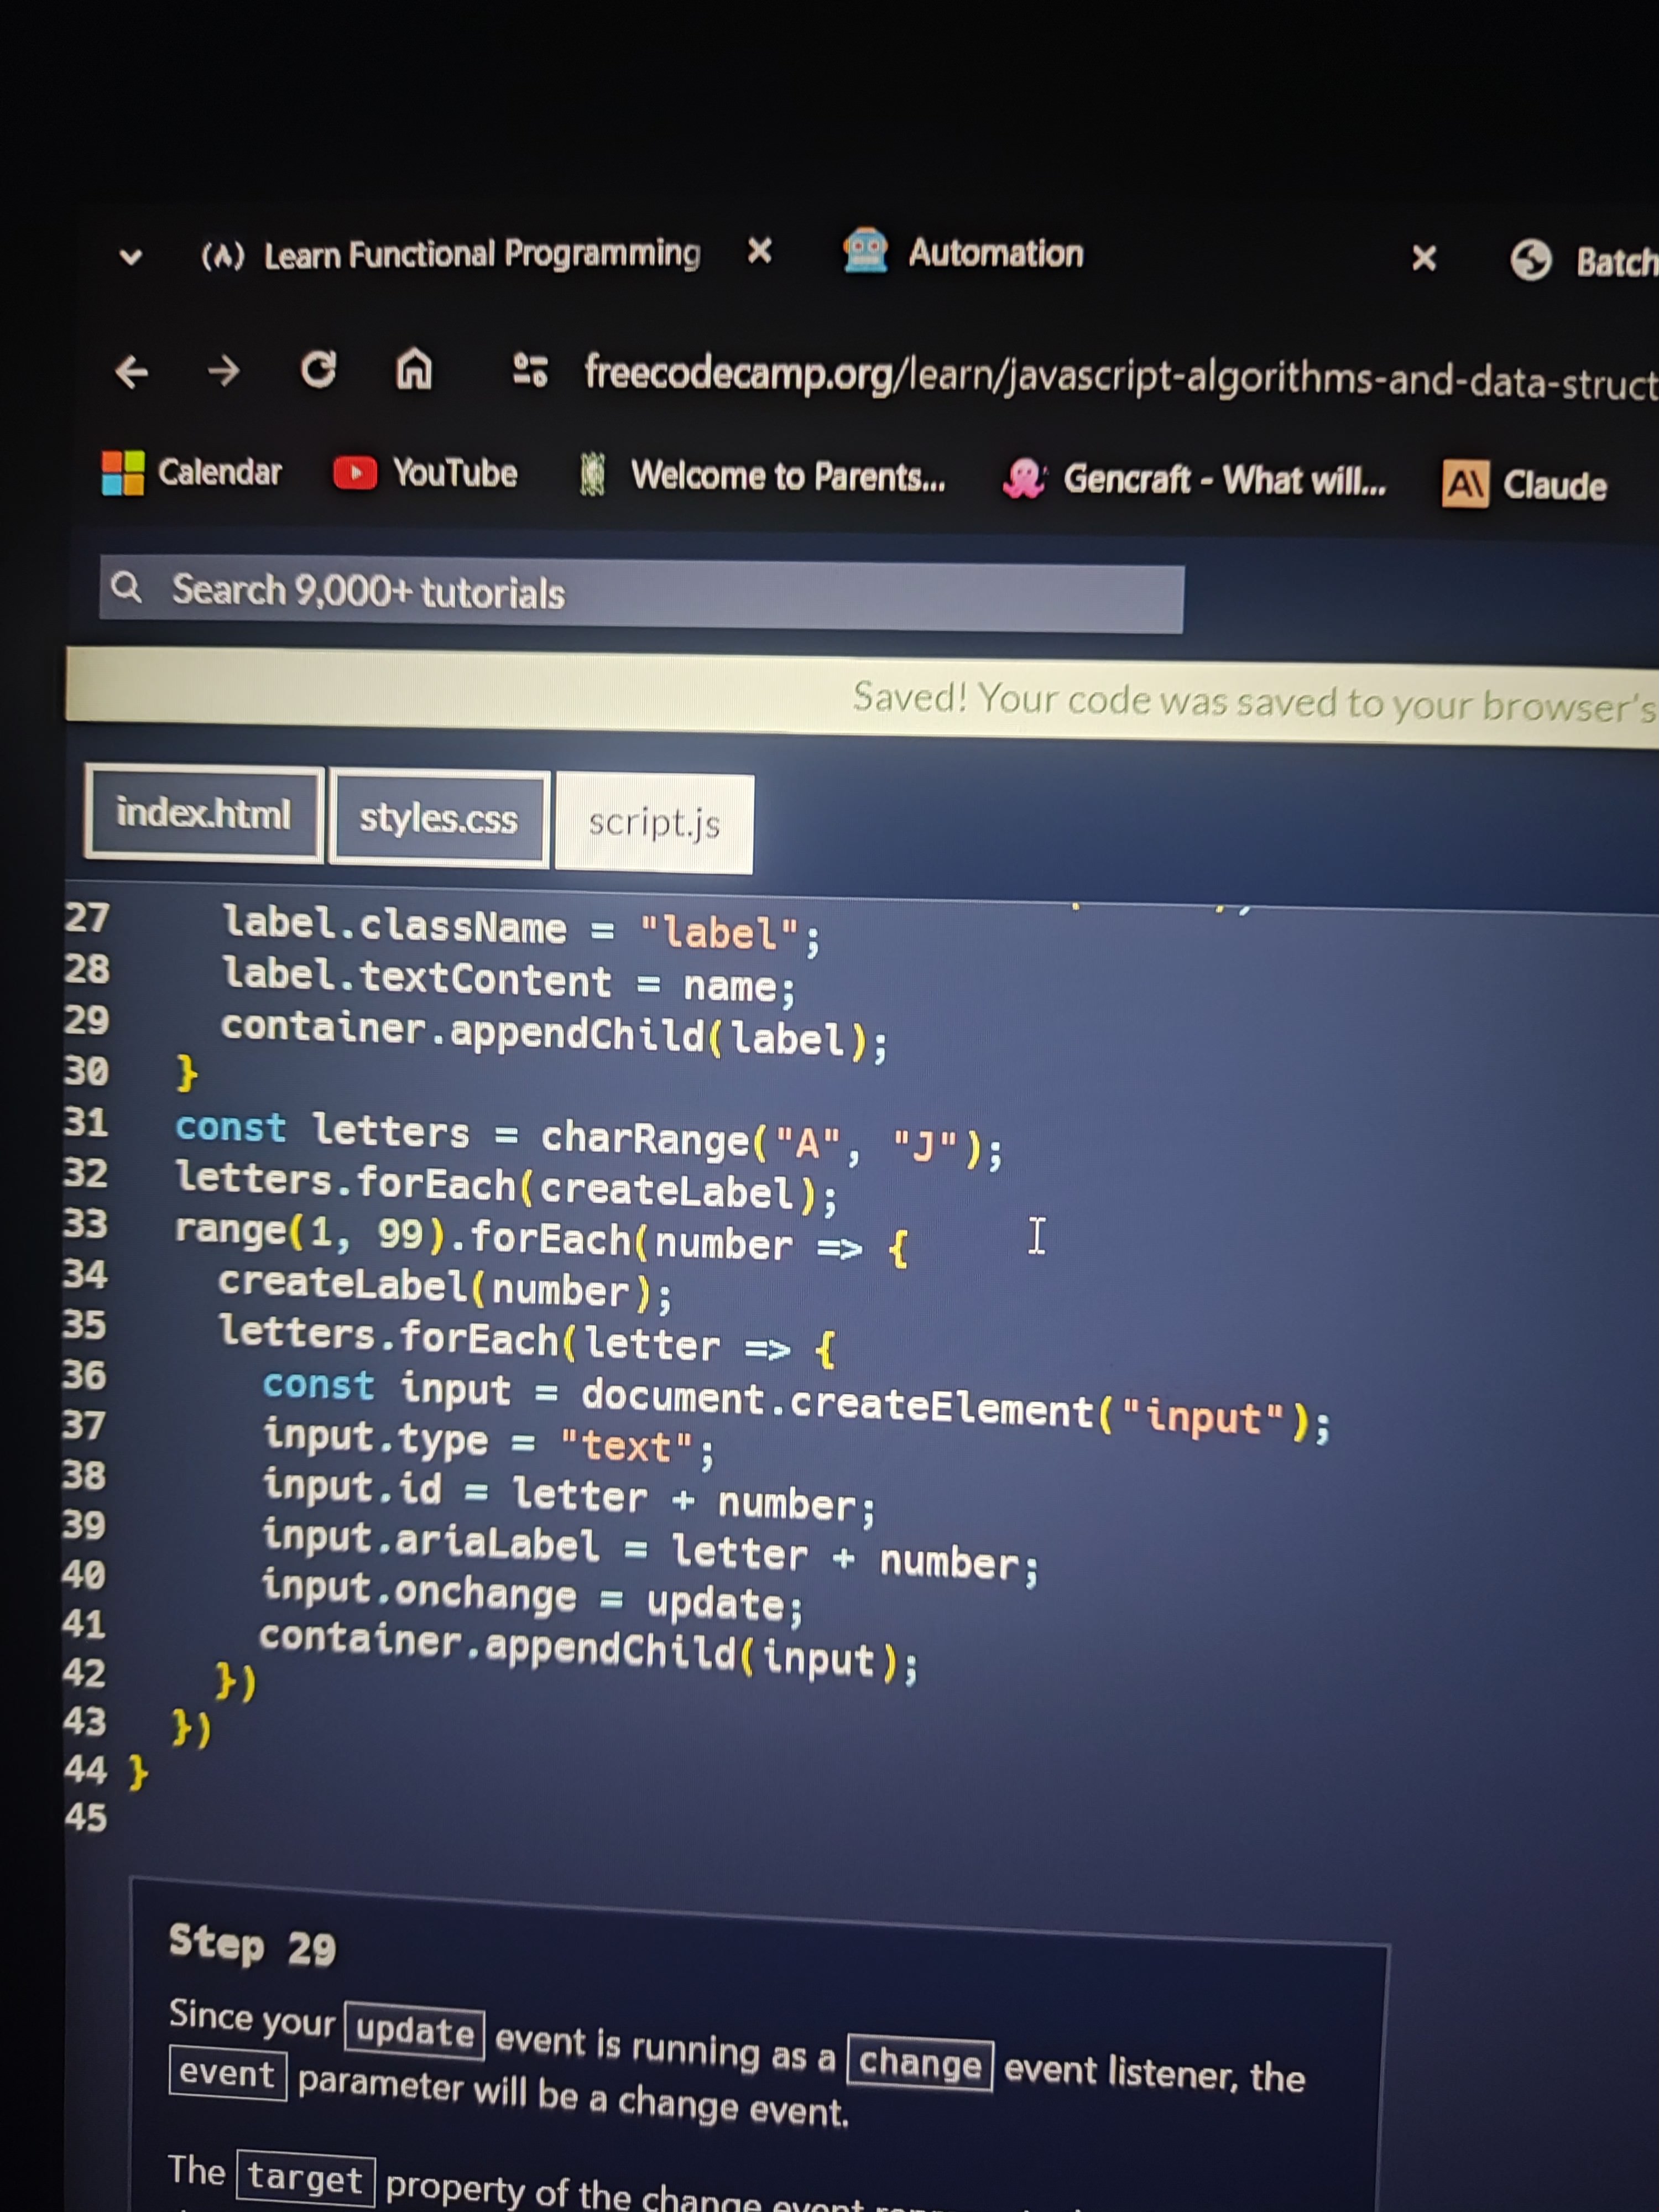 Learn Functional Programming
Automation
Batch
freecodecamp.org/learn/javascript-algorithms-and-data-struct
Calendar
YouTube
Welcome to Parents...
Gencraft - What will...
A\ Claude
Search 9,000+ tutorials
Saved! Your code was saved to your browser's
index.html
styles.css
script.js
27 label.className = "label";
28 label.textContent = name;
29 container.appendChild(label);
30 }
31 const letters = charRange("A", "J");
32 letters.forEach(createLabel);
33 range(1, 99).forEach(number => {
34 createLabel(number);
35 letters.forEach(letter => {
36 const input = document.createElement("input");
37 input.type = "text";
38 input.id = letter + number;
39 input.ariaLabel = letter + number;
40 input.onchange = update;
41 container.appendChild(input);
42 })
43 })
44 }
45
Step 29
Since your update event is running as a change event listener, the
event parameter will be a change event.
The target property of the change event